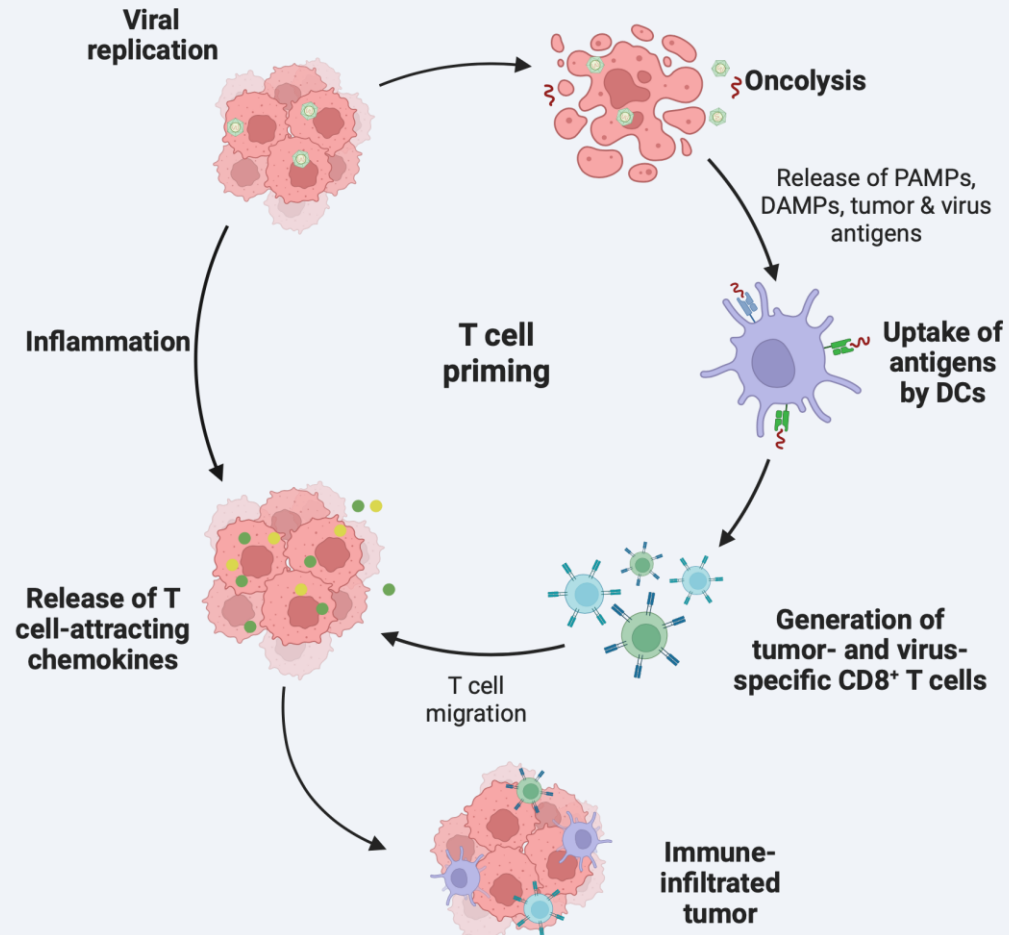 Viral
replication
Oncolysis
Release of PAMPs,
DAMPs, tumor & virus
antigens
Inflammation
T cell
priming
Uptake of
antigens
by DCs
Release of T
cell-attracting
chemokines
T cell
migration
Generation of
tumor- and virus-
specific CD8⁺ T cells
Immune-
infiltrated
tumor